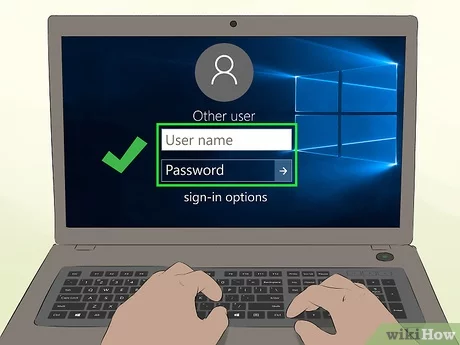 Other user
User name
Password
sign-in options
wikiHow